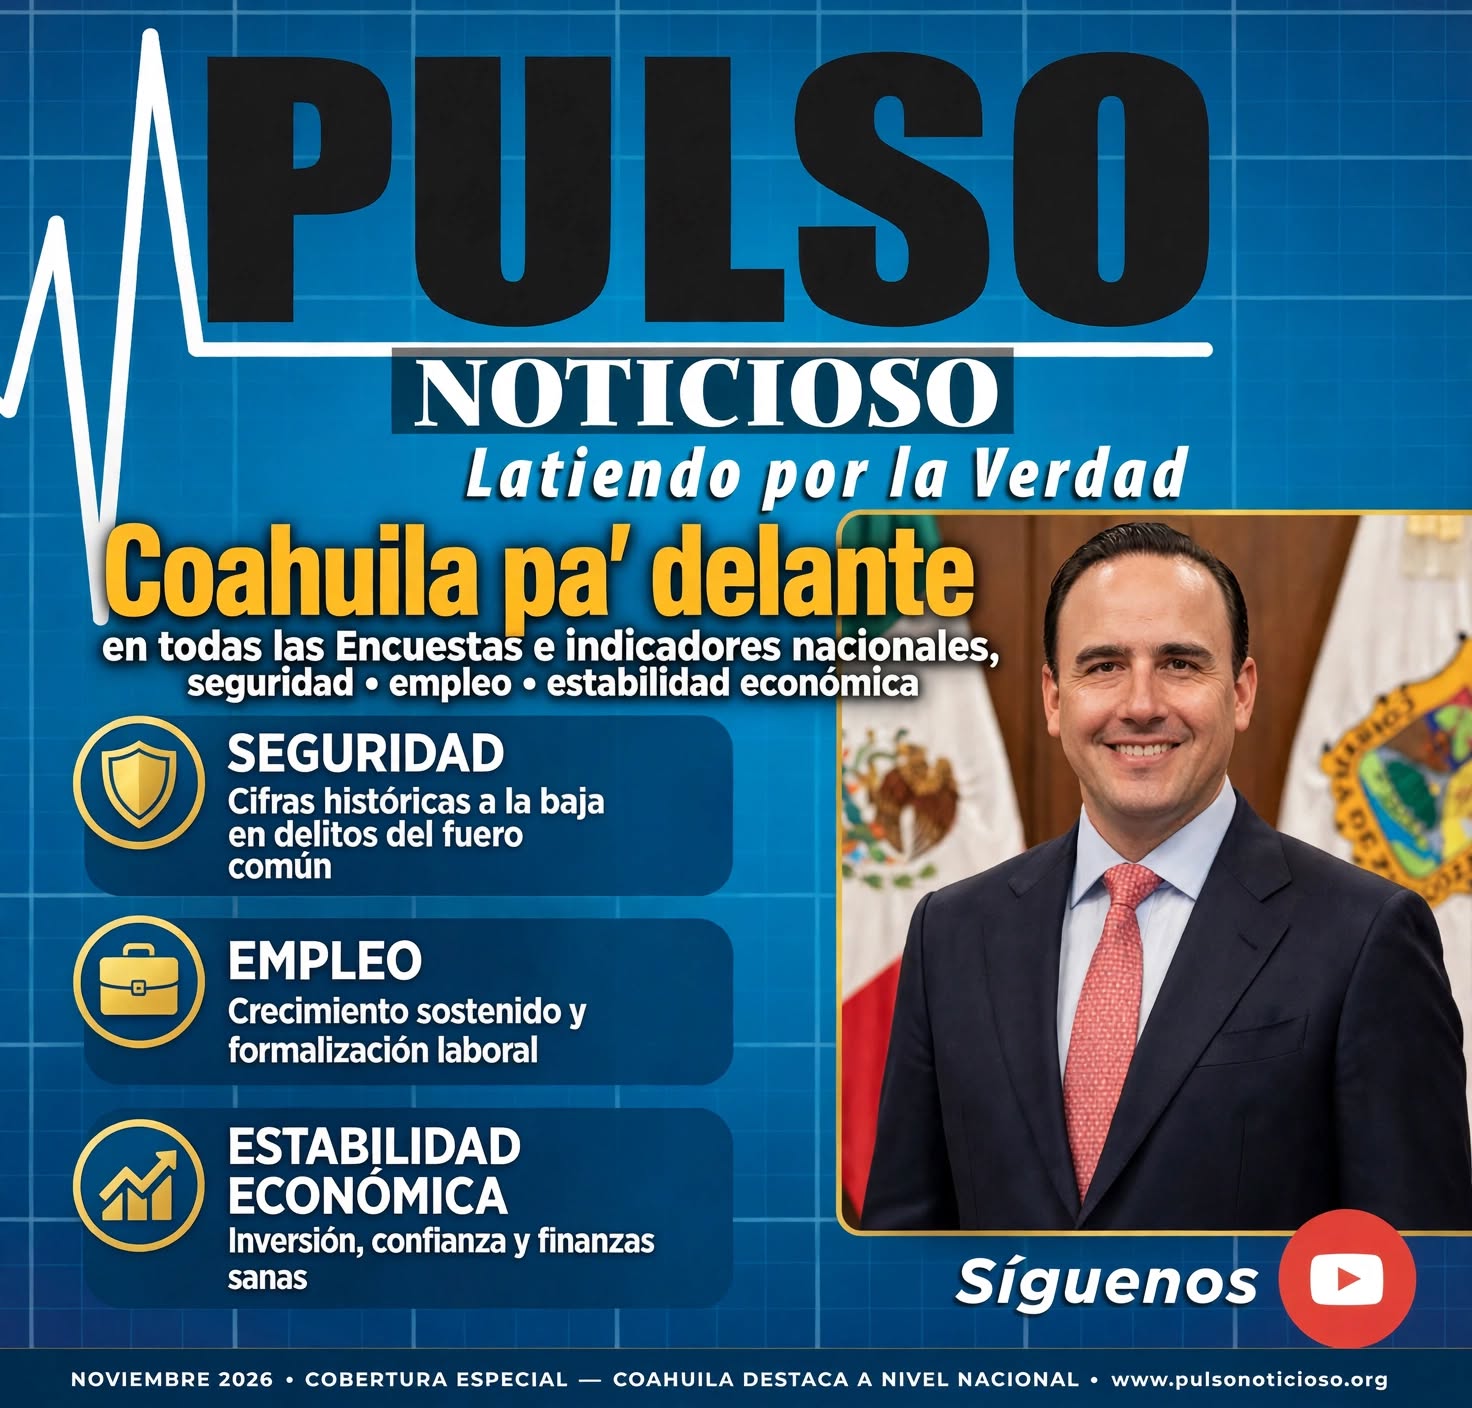 PULSO
NOTICIOSO
Latiendo por la Verdad
Coahuila pa' delante
en todas las Encuestas e indicadores nacionales,
seguridad • empleo • estabilidad económica
SEGURIDAD
Cifras históricas a la baja
en delitos del fuero
común
EMPLEO
Crecimiento sostenido y
formalización laboral
ESTABILIDAD
ECONÓMICA
Inversión, confianza y finanzas
sanas
Síguenos
NOVIEMBRE 2026 • COBERTURA ESPECIAL — COAHUILA DESTACA A NIVEL NACIONAL • www.pulsonoticioso.org